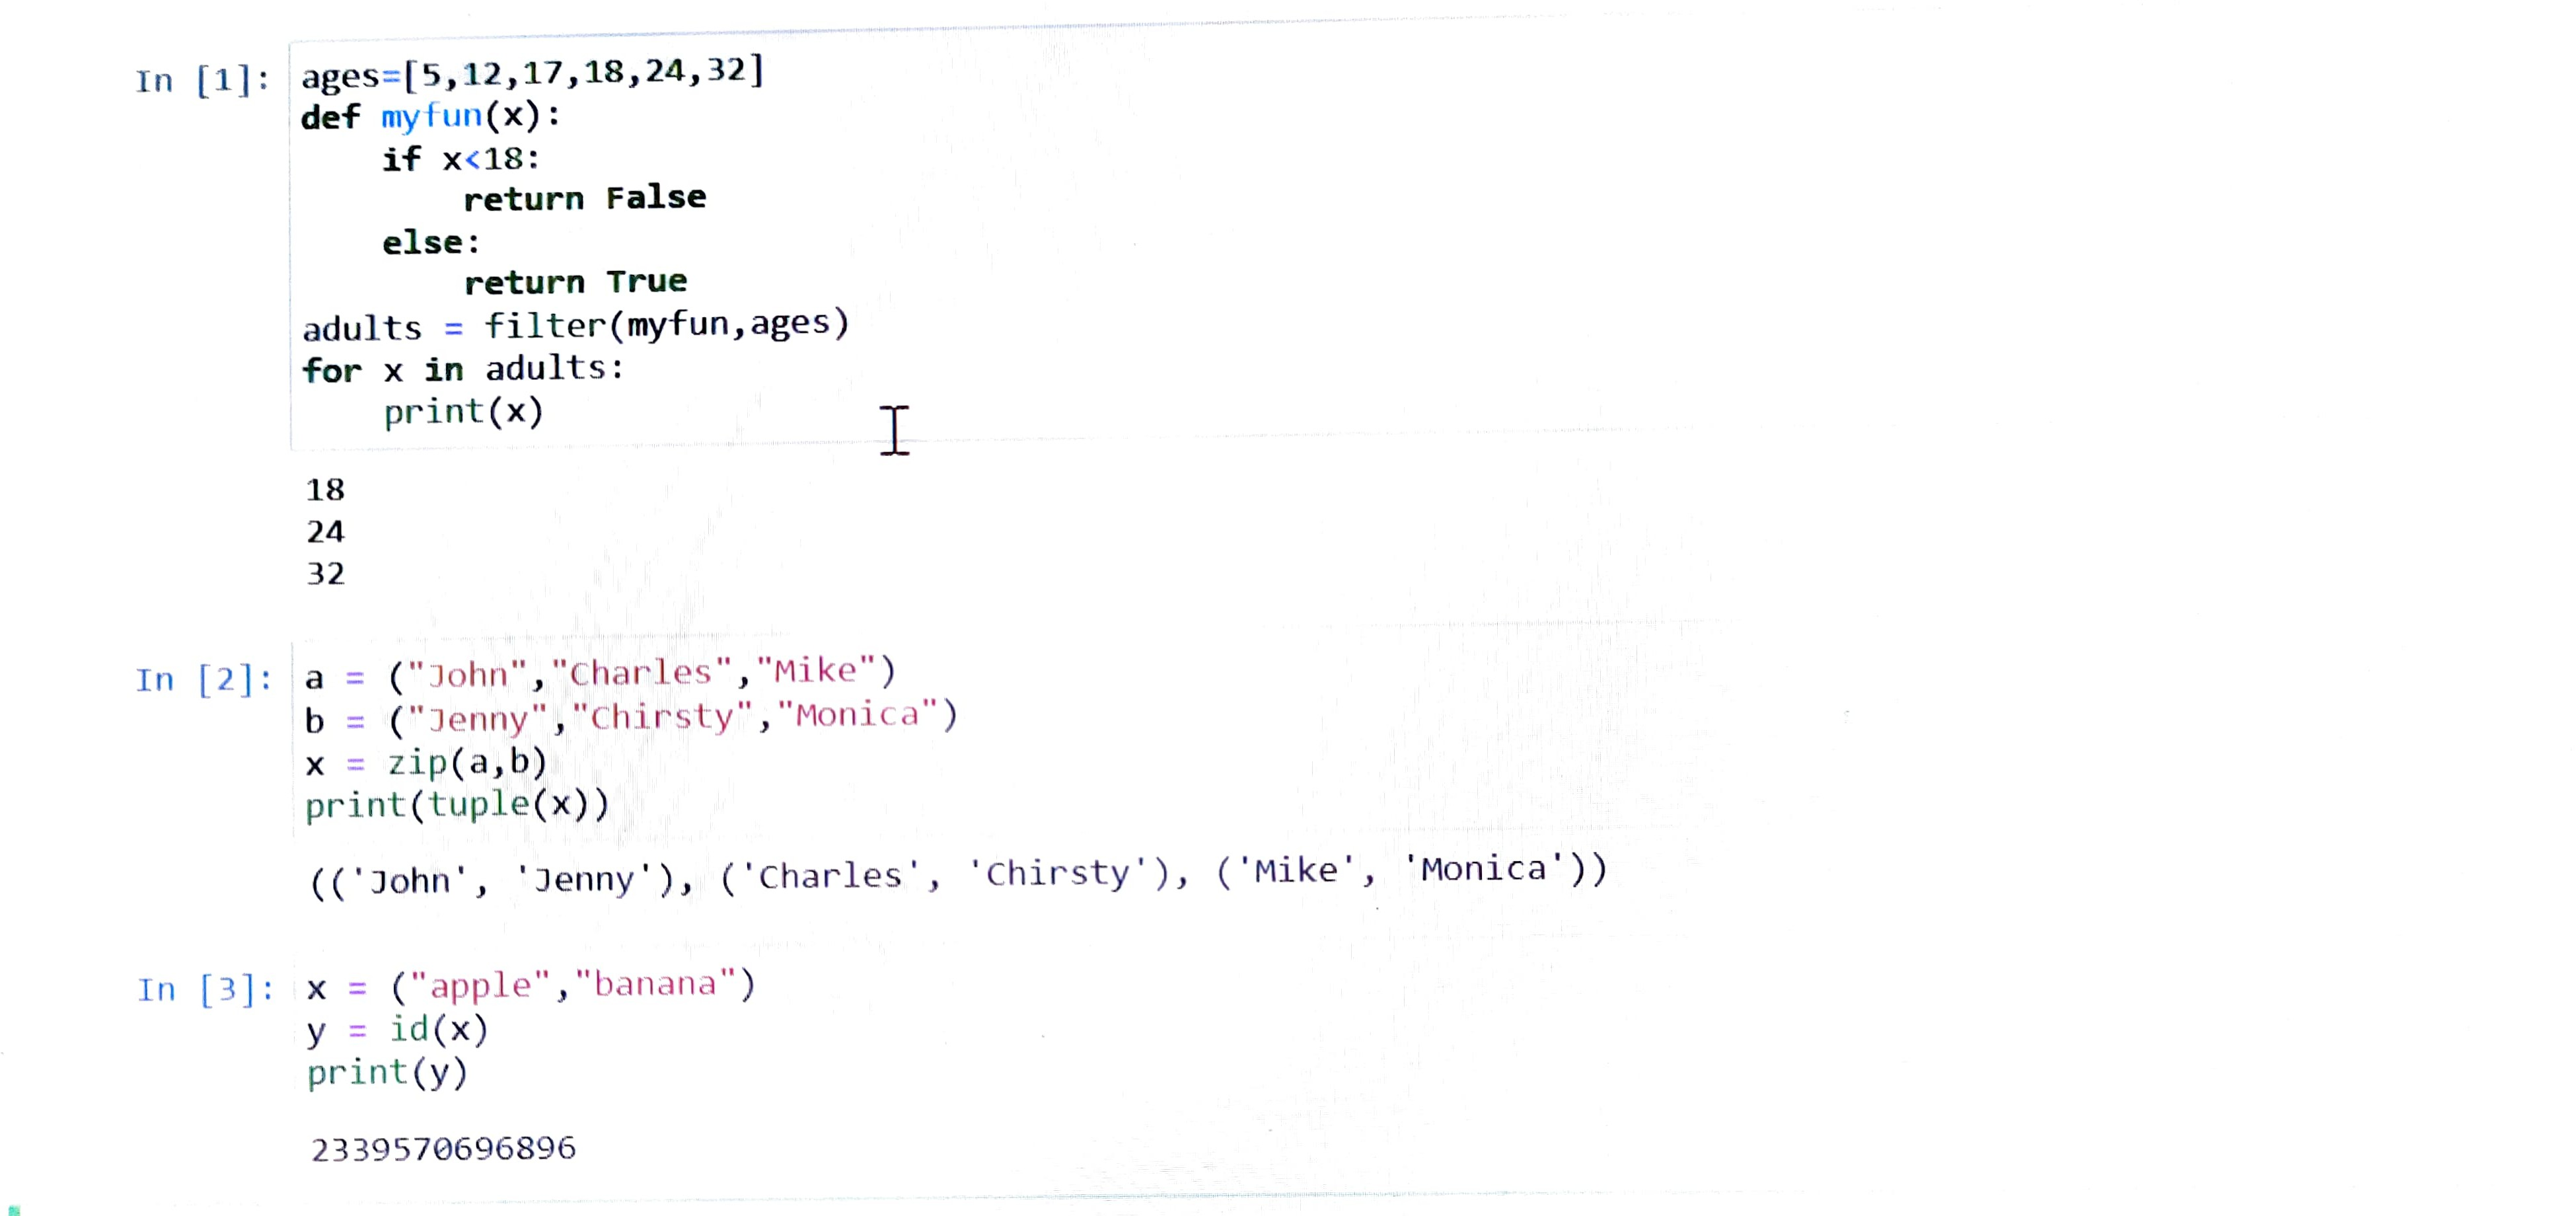 In [1]: ages=[5,12,17,18,24,32]
def myfun(x):
    if x<18:
        return False
    else:
        return True
adults = filter(myfun,ages)
for x in adults:
    print(x)
18
24
32
In [2]: a = ("John","Charles","Mike")
b = ("Jenny","Chirsty","Monica")
x = zip(a,b)
print(tuple(x))
(('John', 'Jenny'), ('Charles', 'Chirsty'), ('Mike', 'Monica'))
In [3]: x = ("apple","banana")
y = id(x)
print(y)
2339570696896